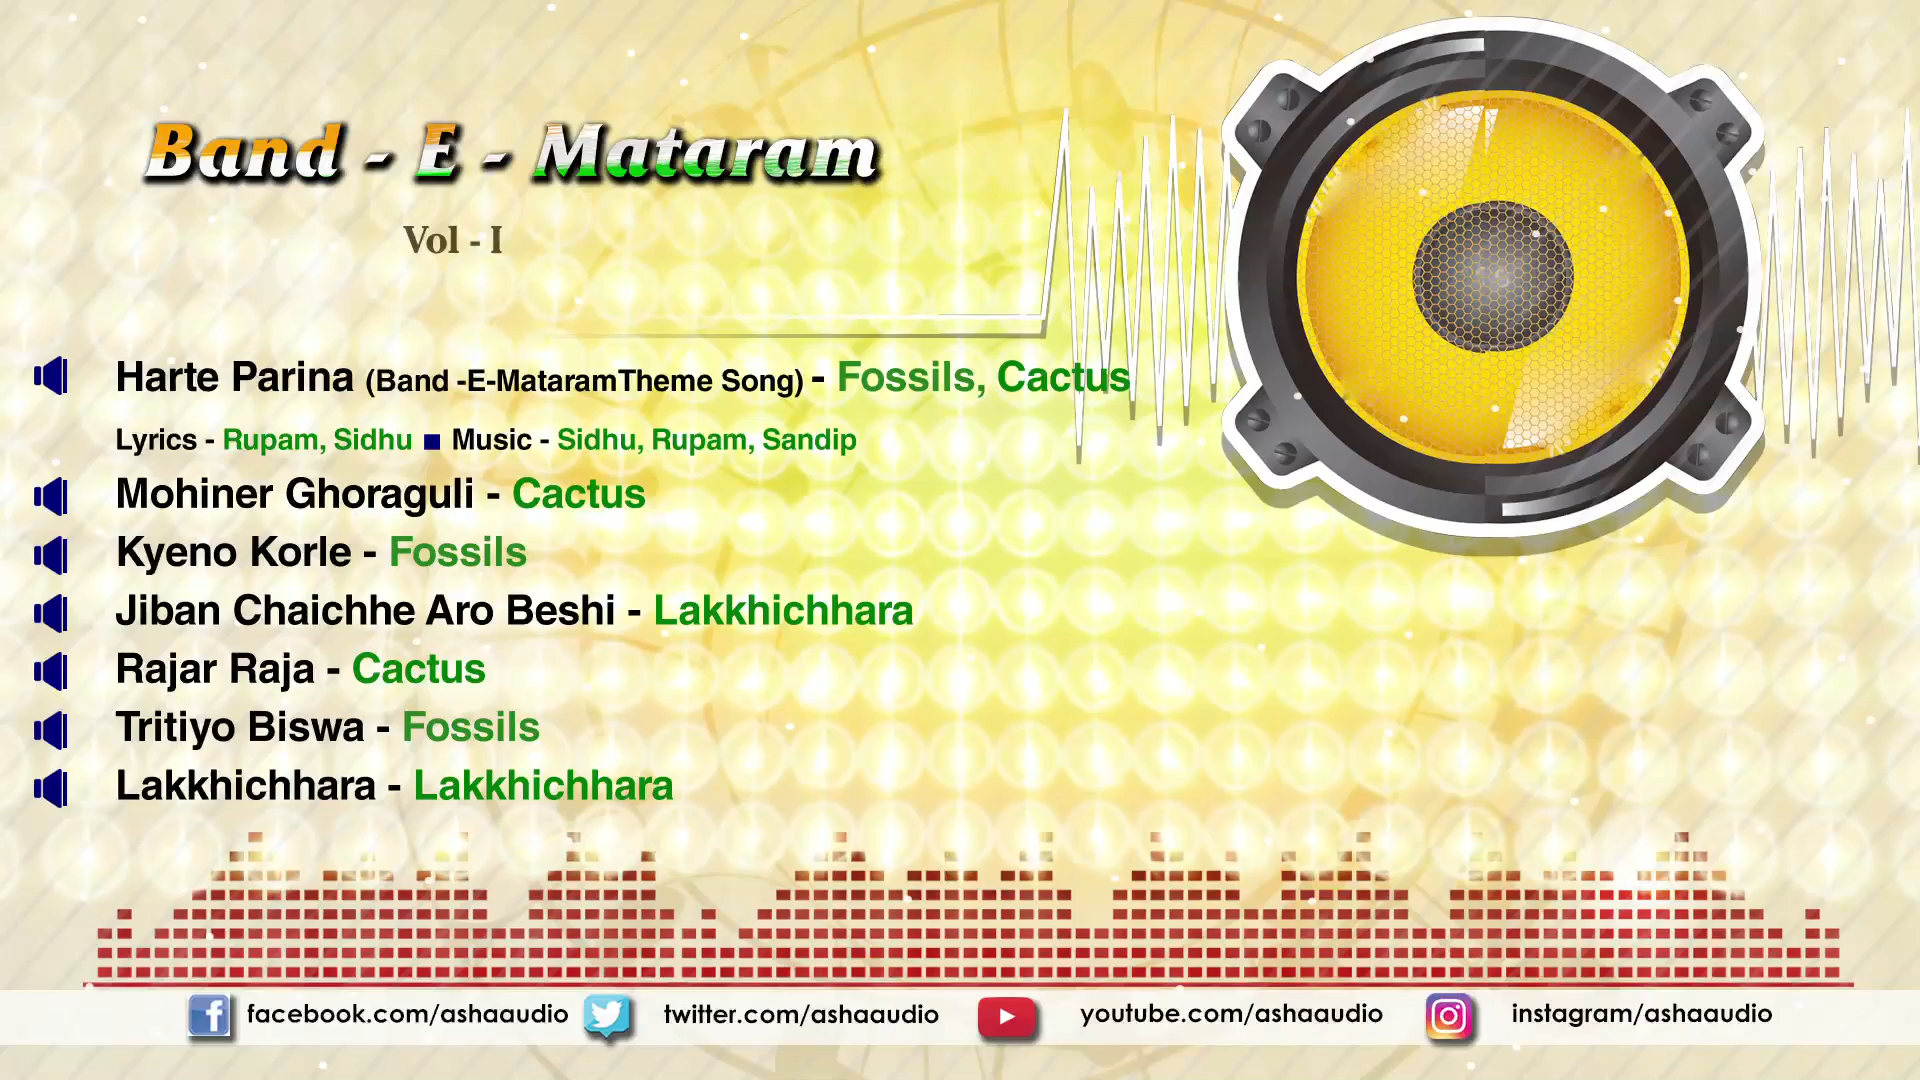 Band - E - Mataram
Vol - I
Harte Parina (Band -E-MataramTheme Song) - Fossils, Cactus
Lyrics - Rupam, Sidhu ■ Music - Sidhu, Rupam, Sandip
Mohiner Ghoraguli - Cactus
Kyeno Korle - Fossils
Jiban Chaichhe Aro Beshi - Lakkhichhara
Rajar Raja - Cactus
Tritiyo Biswa - Fossils
Lakkhichhara - Lakkhichhara
facebook.com/ashaaudio twitter.com/ashaaudio youtube.com/ashaaudio instagram/ashaaudio